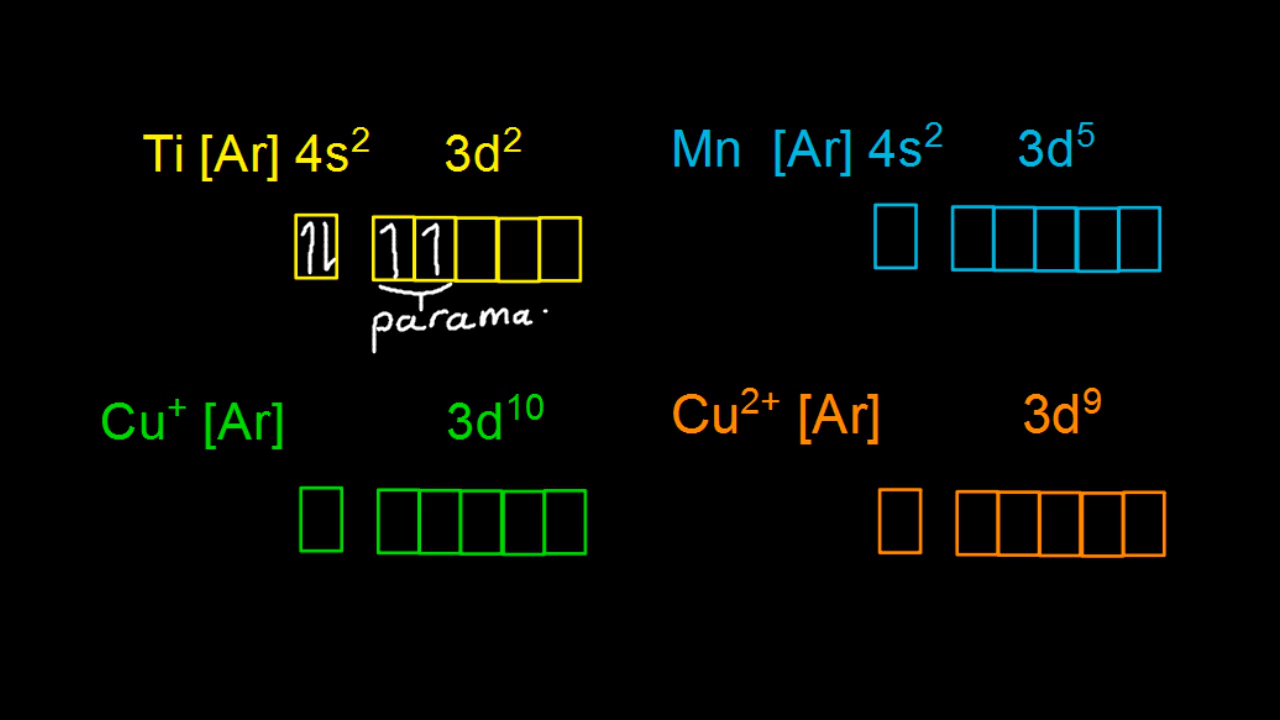 Ti [Ar] 4s² 3d²
↿⇂ ↿ ↿
parama.
Mn [Ar] 4s² 3d⁵
Cu⁺ [Ar] 3d¹⁰
Cu²⁺ [Ar] 3d⁹